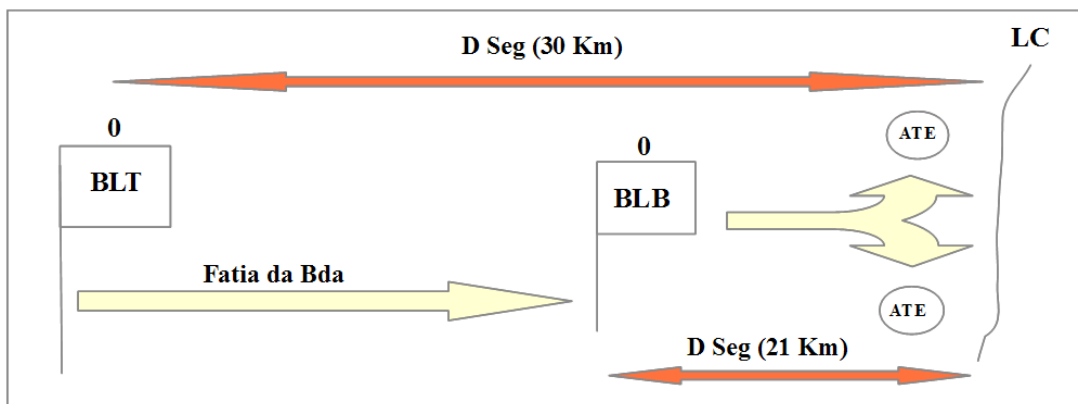 D Seg (30 Km)
LC
0
BLT
0
BLB
ATE
Fatia da Bda
ATE
D Seg (21 Km)